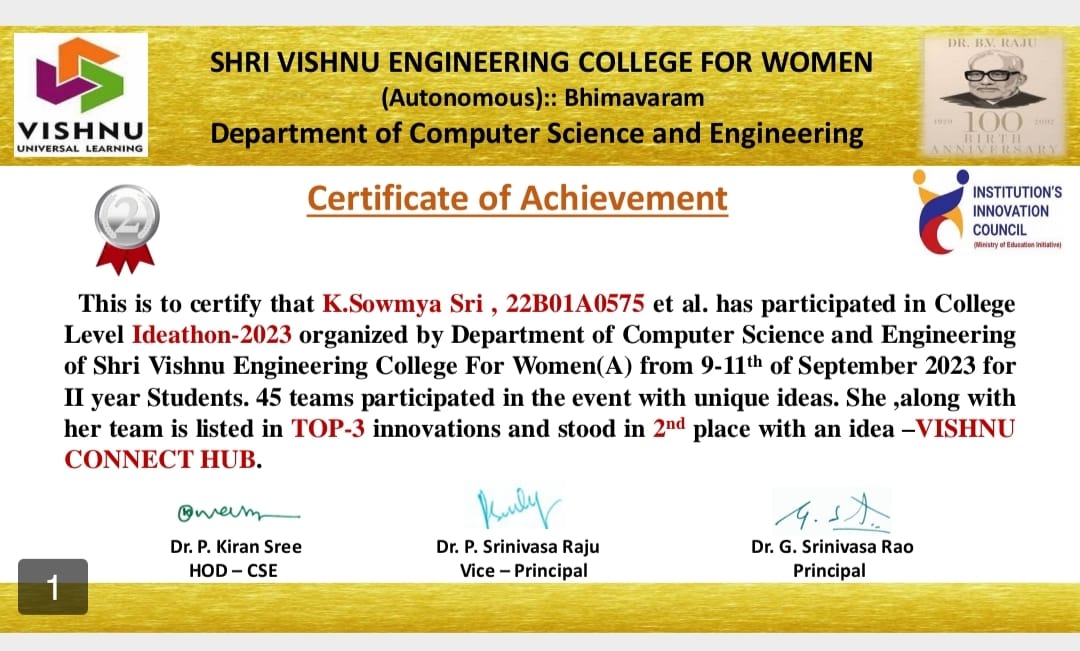 VISHNU
UNIVERSAL LEARNING
SHRI VISHNU ENGINEERING COLLEGE FOR WOMEN
(Autonomous):: Bhimavaram
Department of Computer Science and Engineering
DR. B.V. RAJU
1920 100 2002
BIRTH
ANNIVERSARY
2
Certificate of Achievement
INSTITUTION'S
INNOVATION
COUNCIL
(Ministry of Education Initiative)
This is to certify that K.Sowmya Sri , 22B01A0575 et al. has participated in College
Level Ideathon-2023 organized by Department of Computer Science and Engineering
of Shri Vishnu Engineering College For Women(A) from 9-11th of September 2023 for
II year Students. 45 teams participated in the event with unique ideas. She ,along with
her team is listed in TOP-3 innovations and stood in 2nd place with an idea –VISHNU
CONNECT HUB.
G. S
Dr. P. Kiran Sree
HOD – CSE
Dr. P. Srinivasa Raju
Vice – Principal
Dr. G. Srinivasa Rao
Principal
1